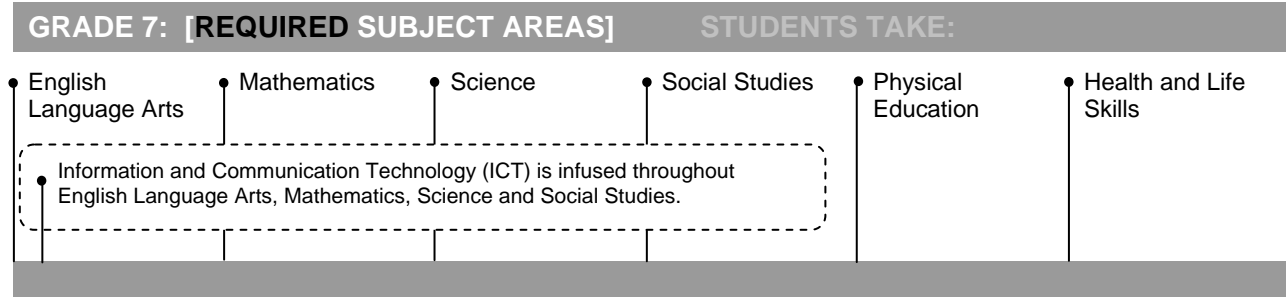 GRADE 7: [REQUIRED SUBJECT AREAS] STUDENTS TAKE:
English
Language Arts
Mathematics
Science
Social Studies
Physical
Education
Health and Life
Skills
Information and Communication Technology (ICT) is infused throughout
English Language Arts, Mathematics, Science and Social Studies.